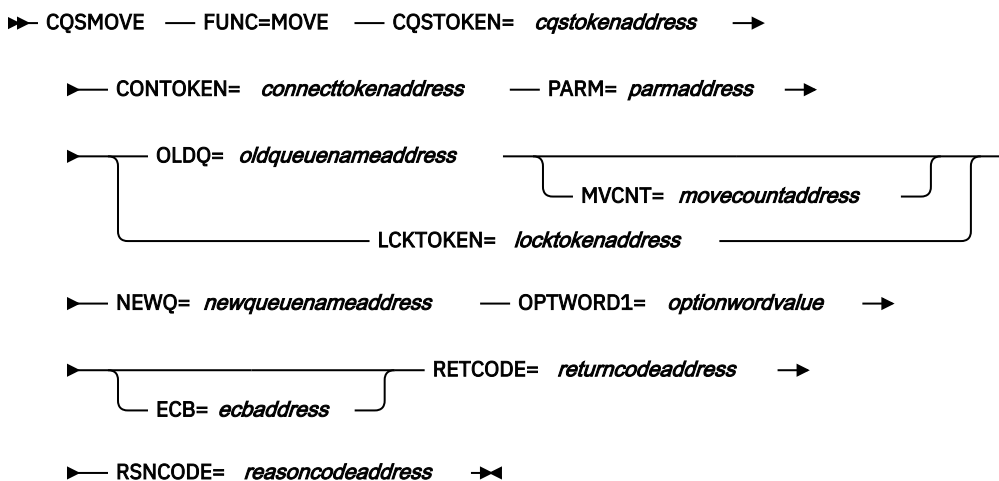 CQSMOVE FUNC=MOVE CQSTOKEN= cqstokenaddress
CONTOKEN= connecttokenaddress PARM= parmaddress
OLDQ= oldqueuenameaddress
MVCNT= movecountaddress
LCKTOKEN= locktokenaddress
NEWQ= newqueuenameaddress OPTWORD1= optionwordvalue
RETCODE= returncodeaddress
ECB= ecbaddress
RSNCODE= reasoncodeaddress